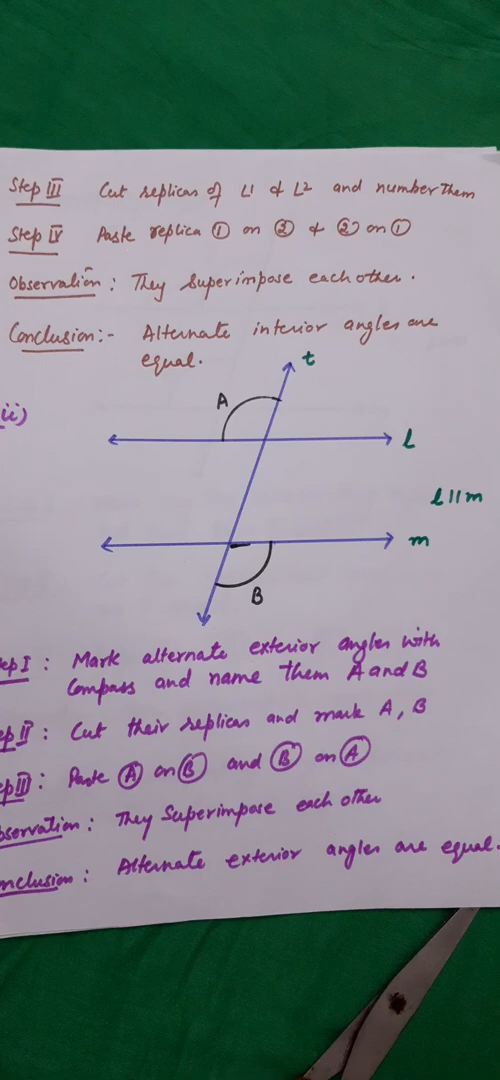 Step III Cut replicas of L1 & L2 and number them
Step IV Paste replica ① on ② & ② on ①
Observation : They Superimpose each other.
Conclusion:- Alternate interior angles are
equal.
t
A
ii)
l
l || m
m
B
ep I : Mark alternate exterior angles with
Compass and name them A and B
ep II : Cut their replicas and mark A, B
ep III : Paste Ⓐ on Ⓑ and Ⓑ on Ⓐ
bservation : They Superimpose each other
nclusion : Alternate exterior angles are equal.